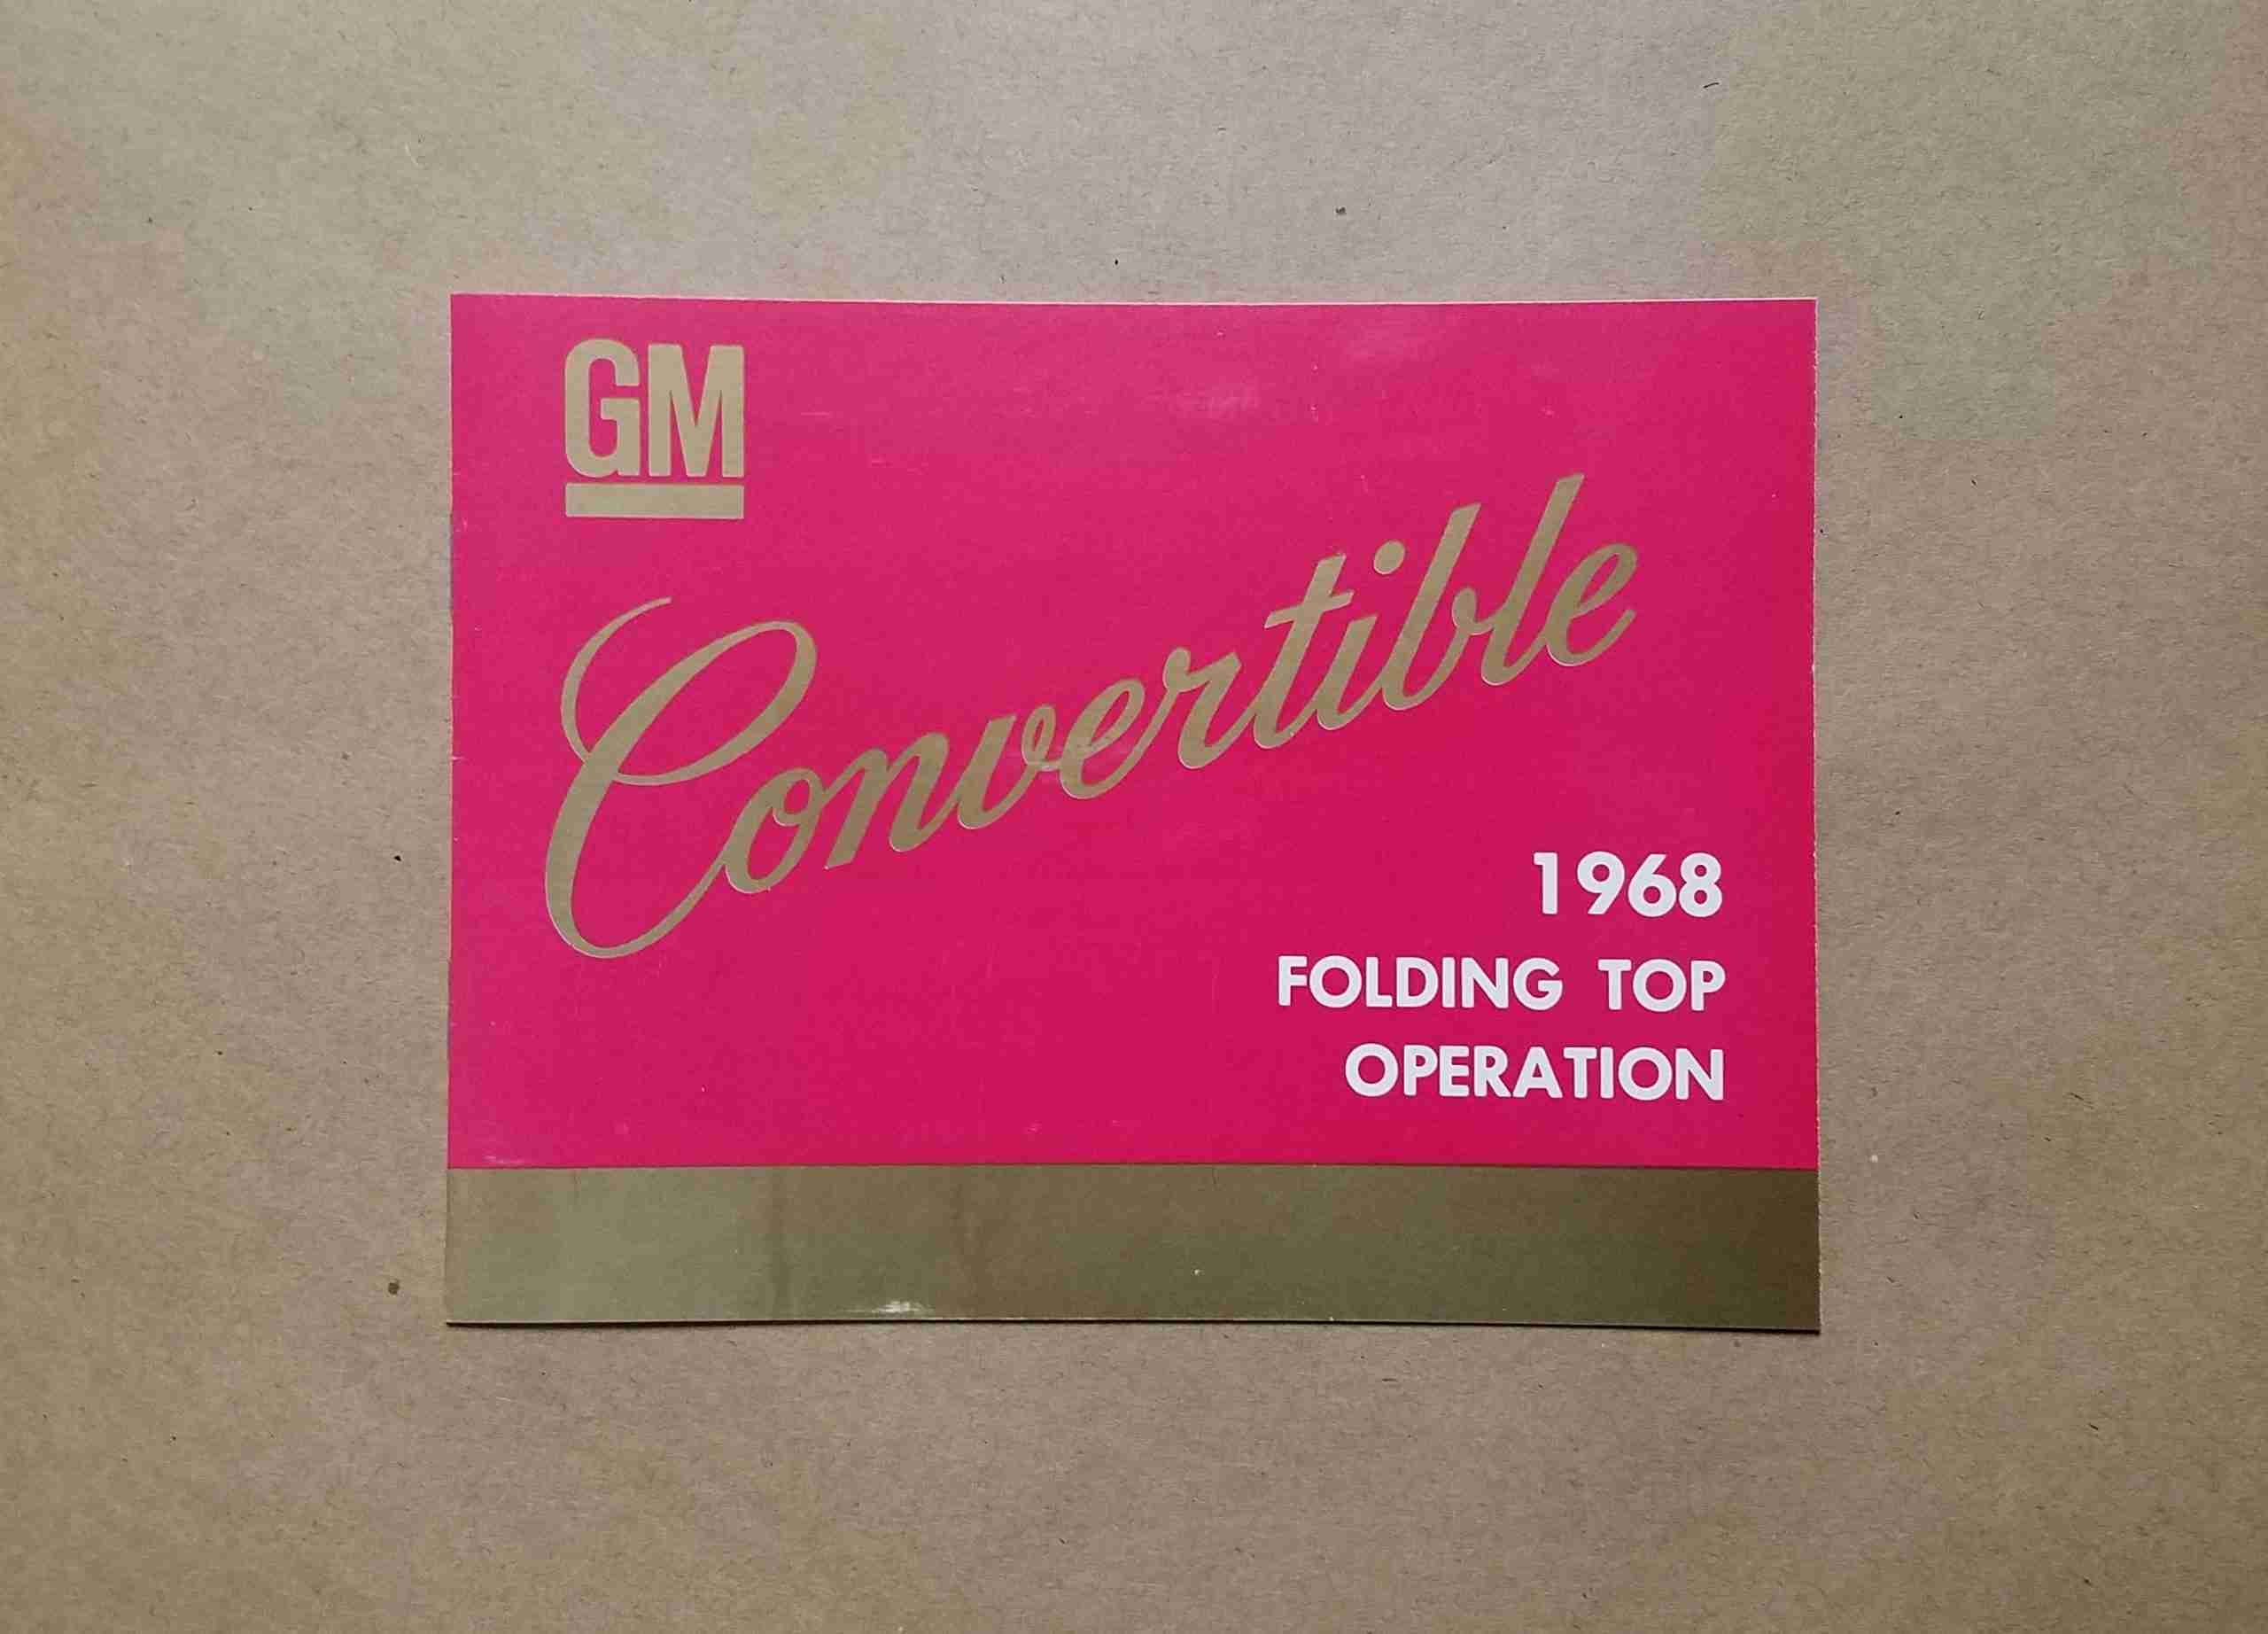 GM
Convertible
1968
FOLDING TOP
OPERATION